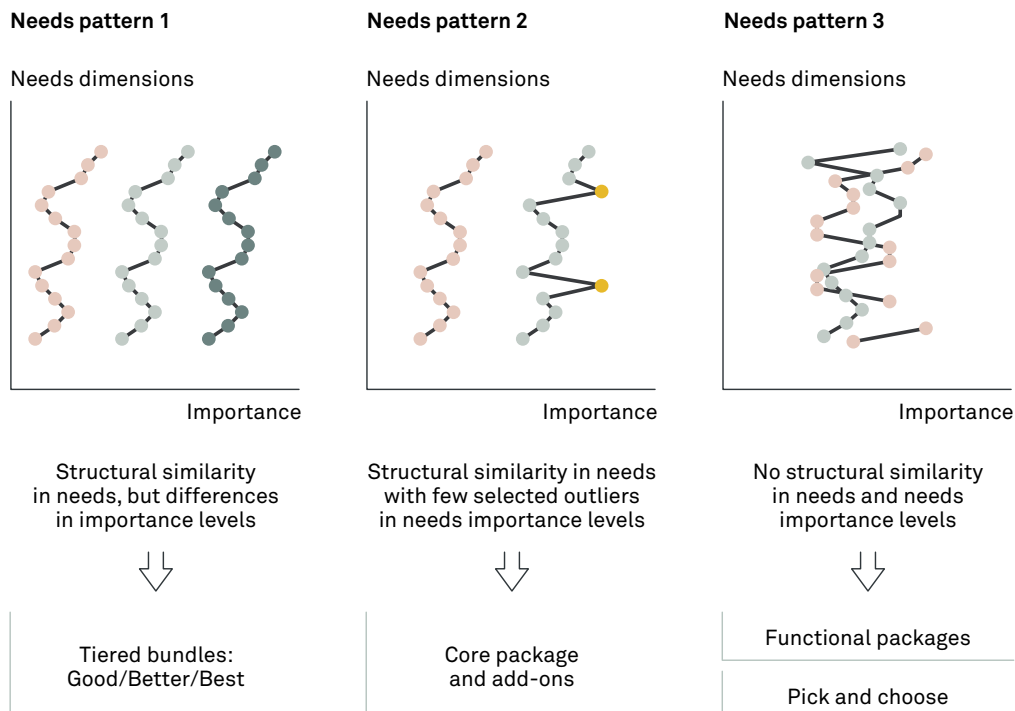 Needs pattern 1
Needs dimensions
Importance
Structural similarity
in needs, but differences
in importance levels
Tiered bundles:
Good/Better/Best
Needs pattern 2
Needs dimensions
Importance
Structural similarity in needs
with few selected outliers
in needs importance levels
Core package
and add-ons
Needs pattern 3
Needs dimensions
Importance
No structural similarity
in needs and needs
importance levels
Functional packages
Pick and choose